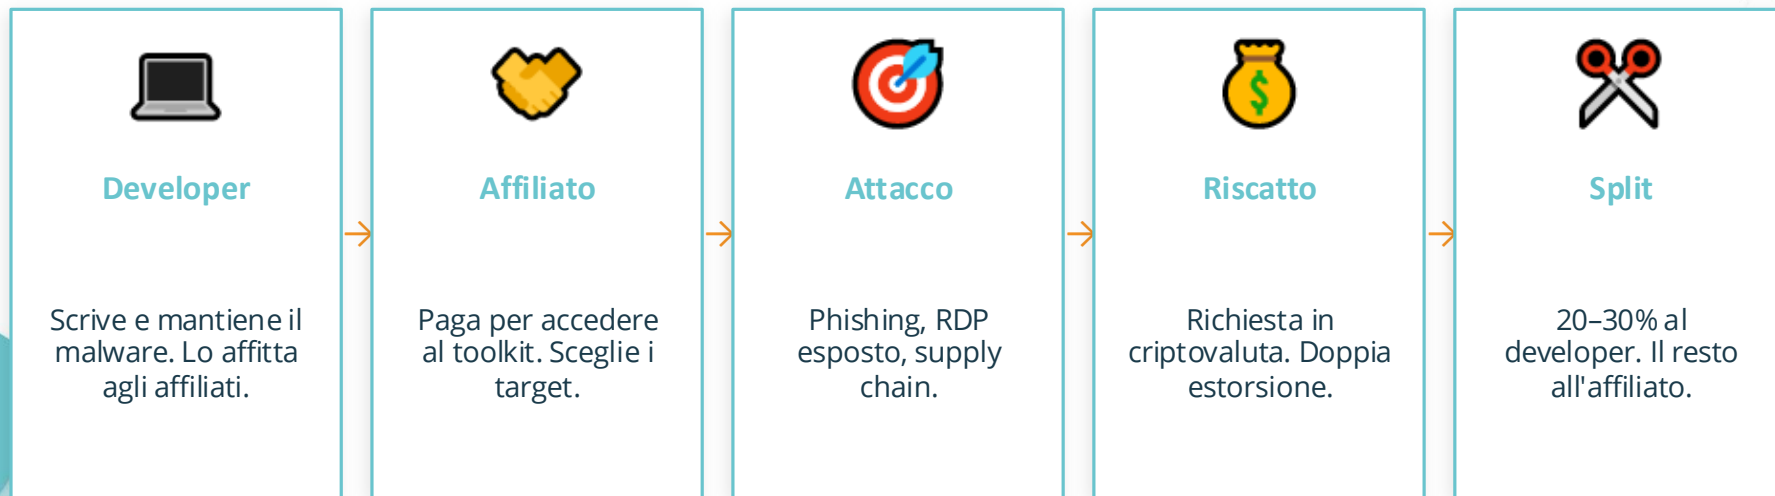 Developer
Scrive e mantiene il
malware. Lo affitta
agli affiliati.
Affiliato
Paga per accedere
al toolkit. Sceglie i
target.
Attacco
Phishing, RDP
esposto, supply
chain.
Riscatto
Richiesta in
criptovaluta. Doppia
estorsione.
Split
20–30% al
developer. Il resto
all'affiliato.